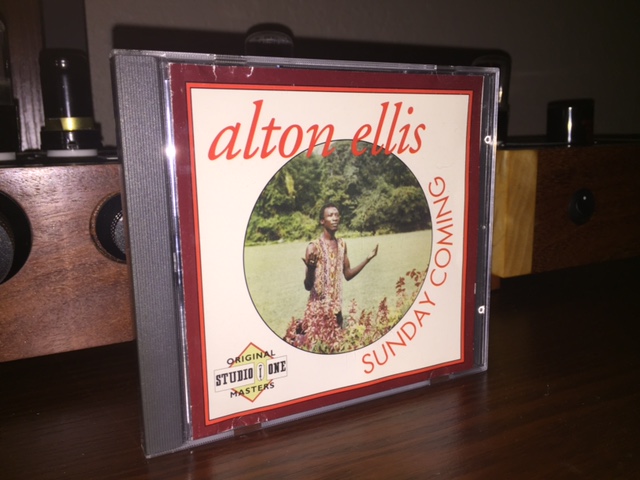 alton ellis
SUNDAY COMING
ORIGINAL
STUDIO ONE
MASTERS